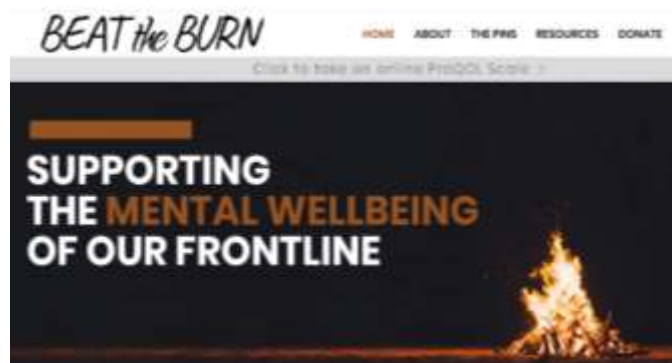 BEAT the BURN
HOME ABOUT THE PINS RESOURCES DONATE
Click to take an online ProQOL Scale >
SUPPORTING
THE MENTAL WELLBEING
OF OUR FRONTLINE